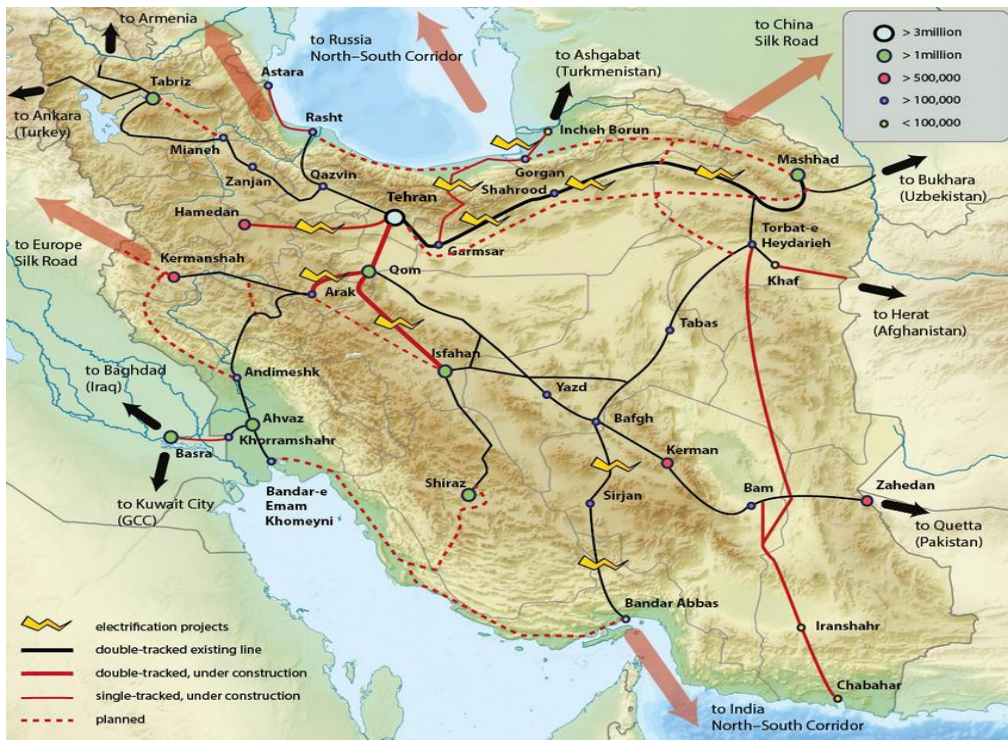 to Armenia
to Russia
North–South Corridor
to Ashgabat
(Turkmenistan)
to China
Silk Road
> 3million
> 1million
> 500,000
> 100,000
< 100,000
Astara
Tabriz
to Ankara
(Turkey)
Rasht
Incheh Borun
Mianeh
Gorgan
Mashhad
Zanjan
Qazvin
Shahrood
to Bukhara
(Uzbekistan)
Tehran
Hamedan
Torbat-e
Heydarieh
to Europe
Silk Road
Garmsar
Kermanshah
Qom
Khaf
Arak
to Herat
(Afghanistan)
Tabas
Isfahan
to Baghdad
(Iraq)
Andimeshk
Yazd
Bafgh
Ahvaz
Khorramshahr
Basra
Kerman
Shiraz
Sirjan
Bam
Zahedan
to Kuwait City
(GCC)
Bandar-e
Emam
Khomeyni
to Quetta
(Pakistan)
Bandar Abbas
Iranshahr
Chabahar
to India
North–South Corridor
electrification projects
double-tracked existing line
double-tracked, under construction
single-tracked, under construction
planned